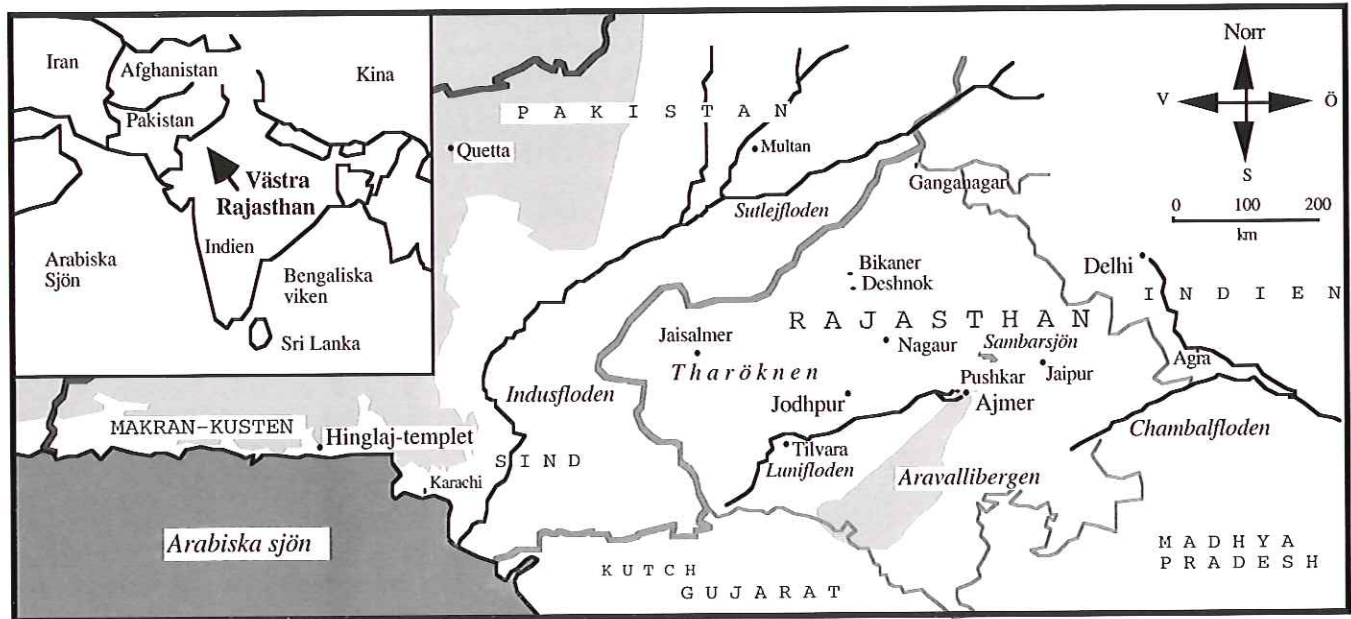 Iran
Afghanistan
Kina
Pakistan
Västra
Rajasthan
Indien
Arabiska
Sjön
Bengaliska
viken
Sri Lanka
PAKISTAN
Quetta
Multan
Sutlejfloden
Ganganagar
Norr
V
Ö
S
0 100 200
km
Bikaner
Deshnok
Delhi
INDIEN
RAJASTHAN
Jaisalmer
Nagaur
Sambarsjön
Jaipur
Agra
Tharöknen
Indusfloden
Pushkar
Jodhpur
Ajmer
MAKRAN-KUSTEN
Hinglaj-templet
Tilvara
Lunifloden
Chambalfloden
SIND
Karachi
Aravallibergen
Arabiska sjön
KUTCH
GUJARAT
MADHYA
PRADESH